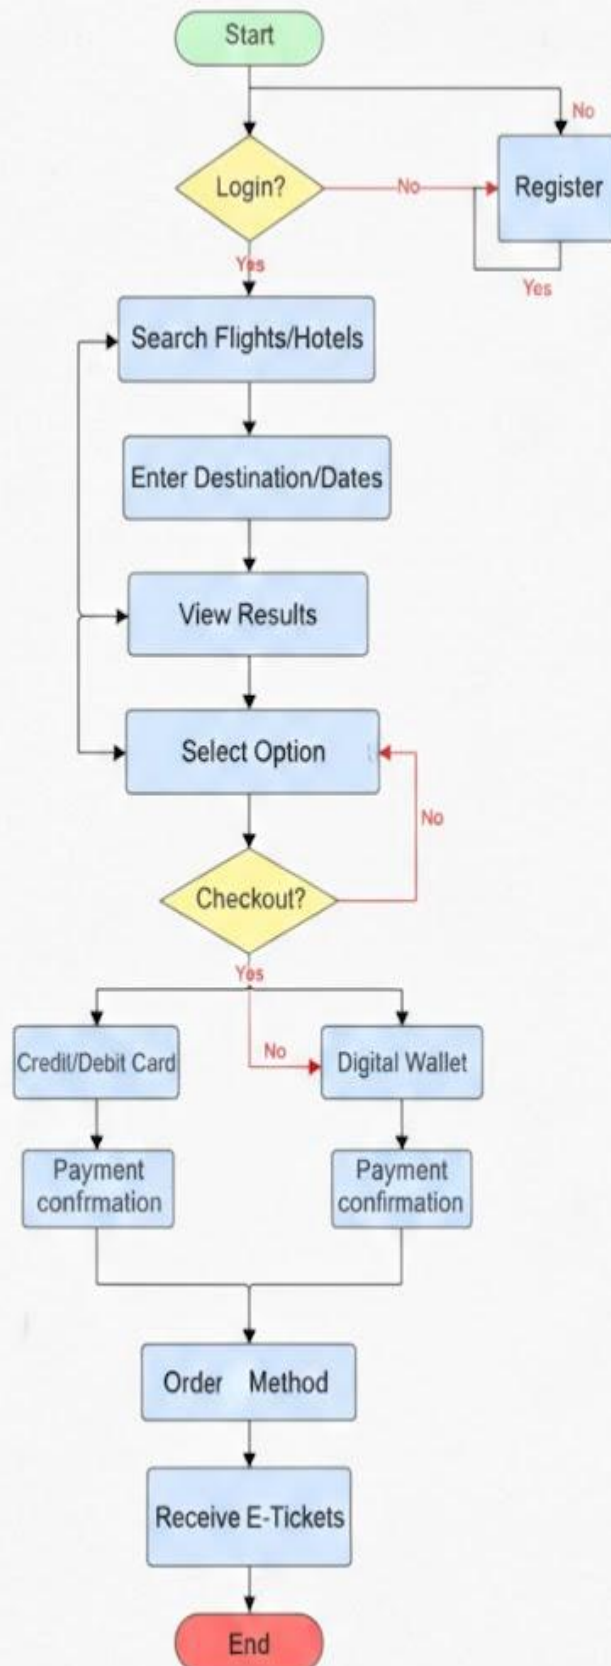 Start
No
Login?
No
Register
Yes
Yes
Search Flights/Hotels
Enter Destination/Dates
View Results
Select Option
No
Checkout?
Yes
No
Credit/Debit Card
Digital Wallet
Payment
confrmation
Payment
confirmation
Order Method
Receive E-Tickets
End